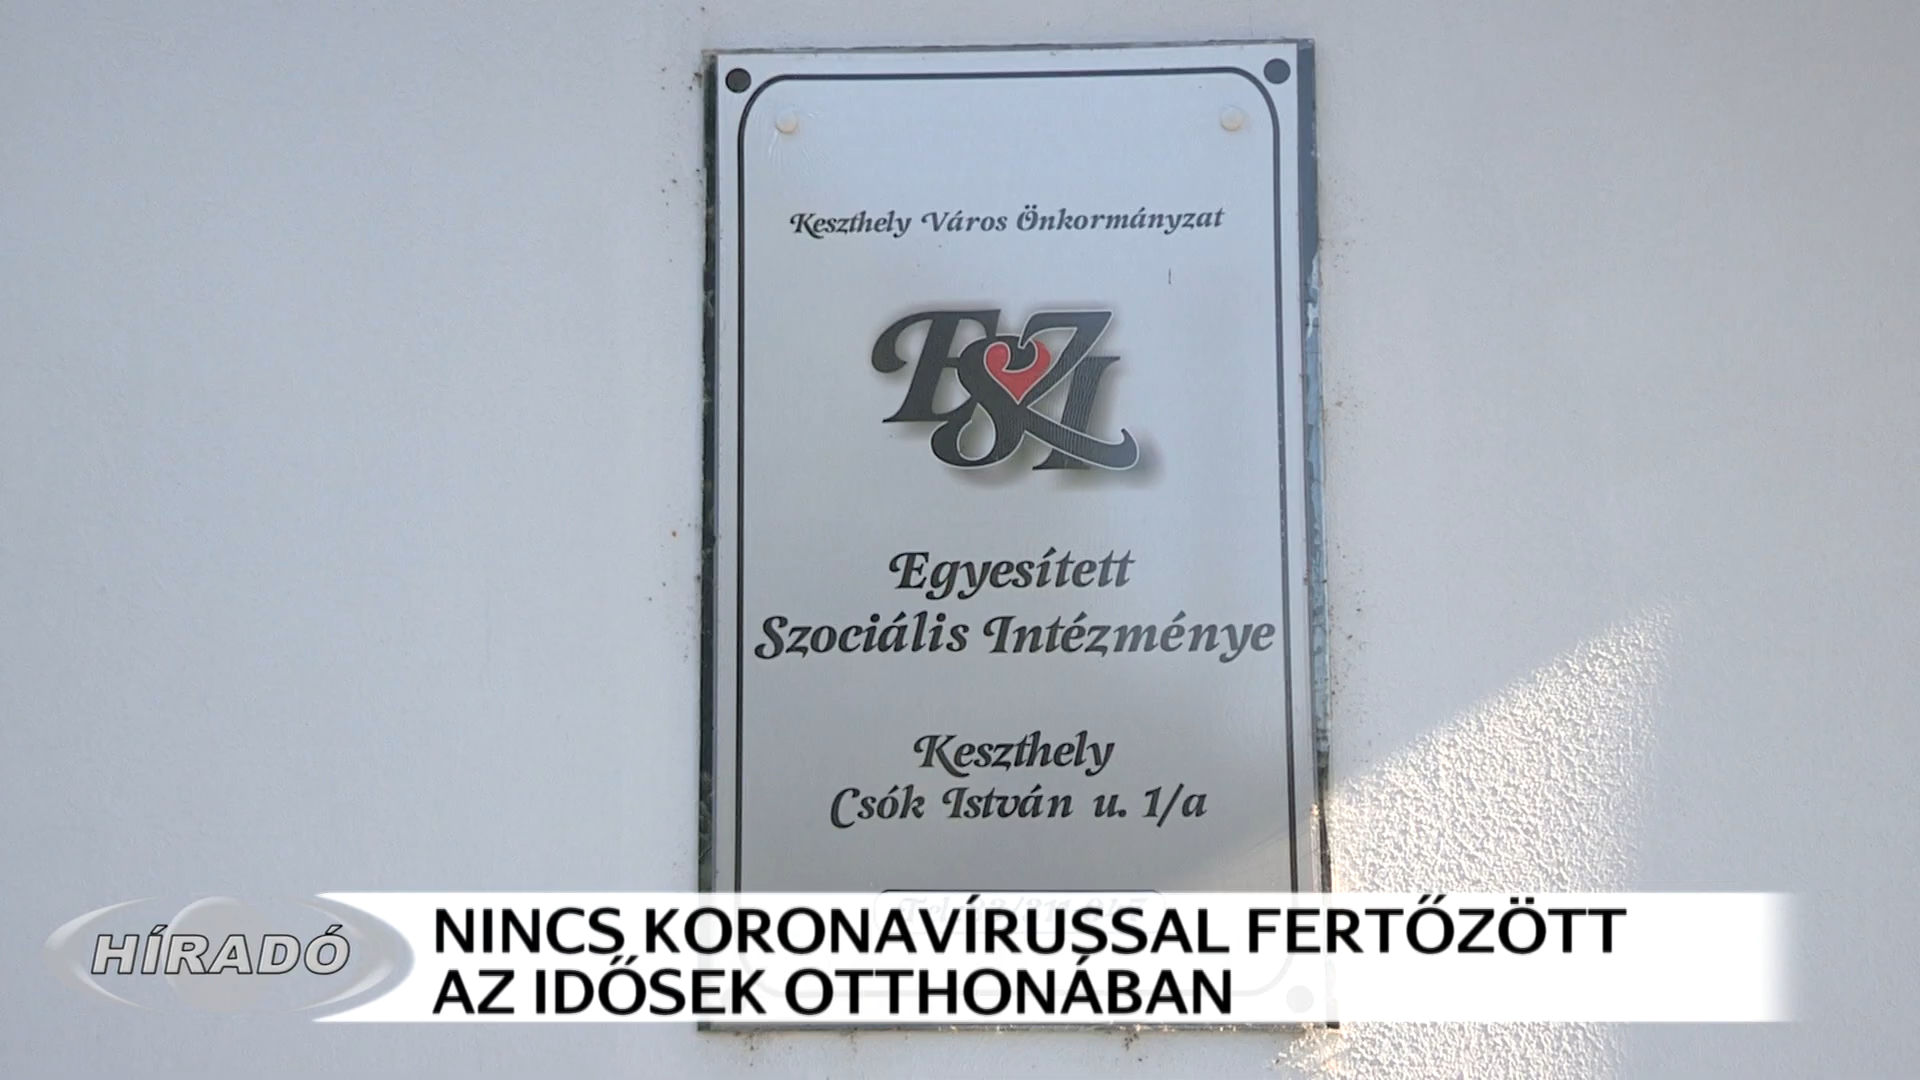 Keszthely Város Önkormányzat
ESZI
Egyesített
Szociális Intézménye
Keszthely
Csók István u. 1/a
HÍRADÓ
NINCS KORONAVÍRUSSAL FERTŐZÖTT
AZ IDŐSEK OTTHONÁBAN